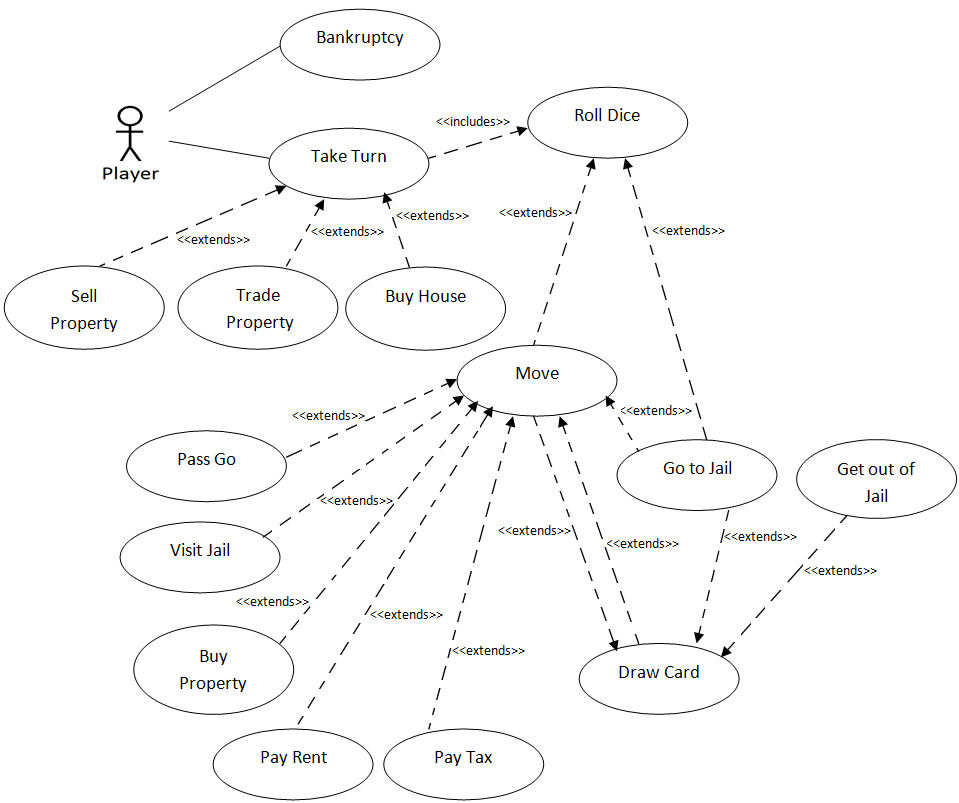 Bankruptcy
Roll Dice
<<includes>>
Take Turn
Player
<<extends>>
<<extends>>
<<extends>>
<<extends>>
<<extends>>
Sell
Property
Trade
Property
Buy House
Move
<<extends>>
<<extends>>
Pass Go
Go to Jail
Get out of
Jail
<<extends>>
<<extends>>
<<extends>>
<<extends>>
Visit Jail
<<extends>>
<<extends>>
<<extends>>
<<extends>>
Buy
Property
Draw Card
Pay Rent
Pay Tax